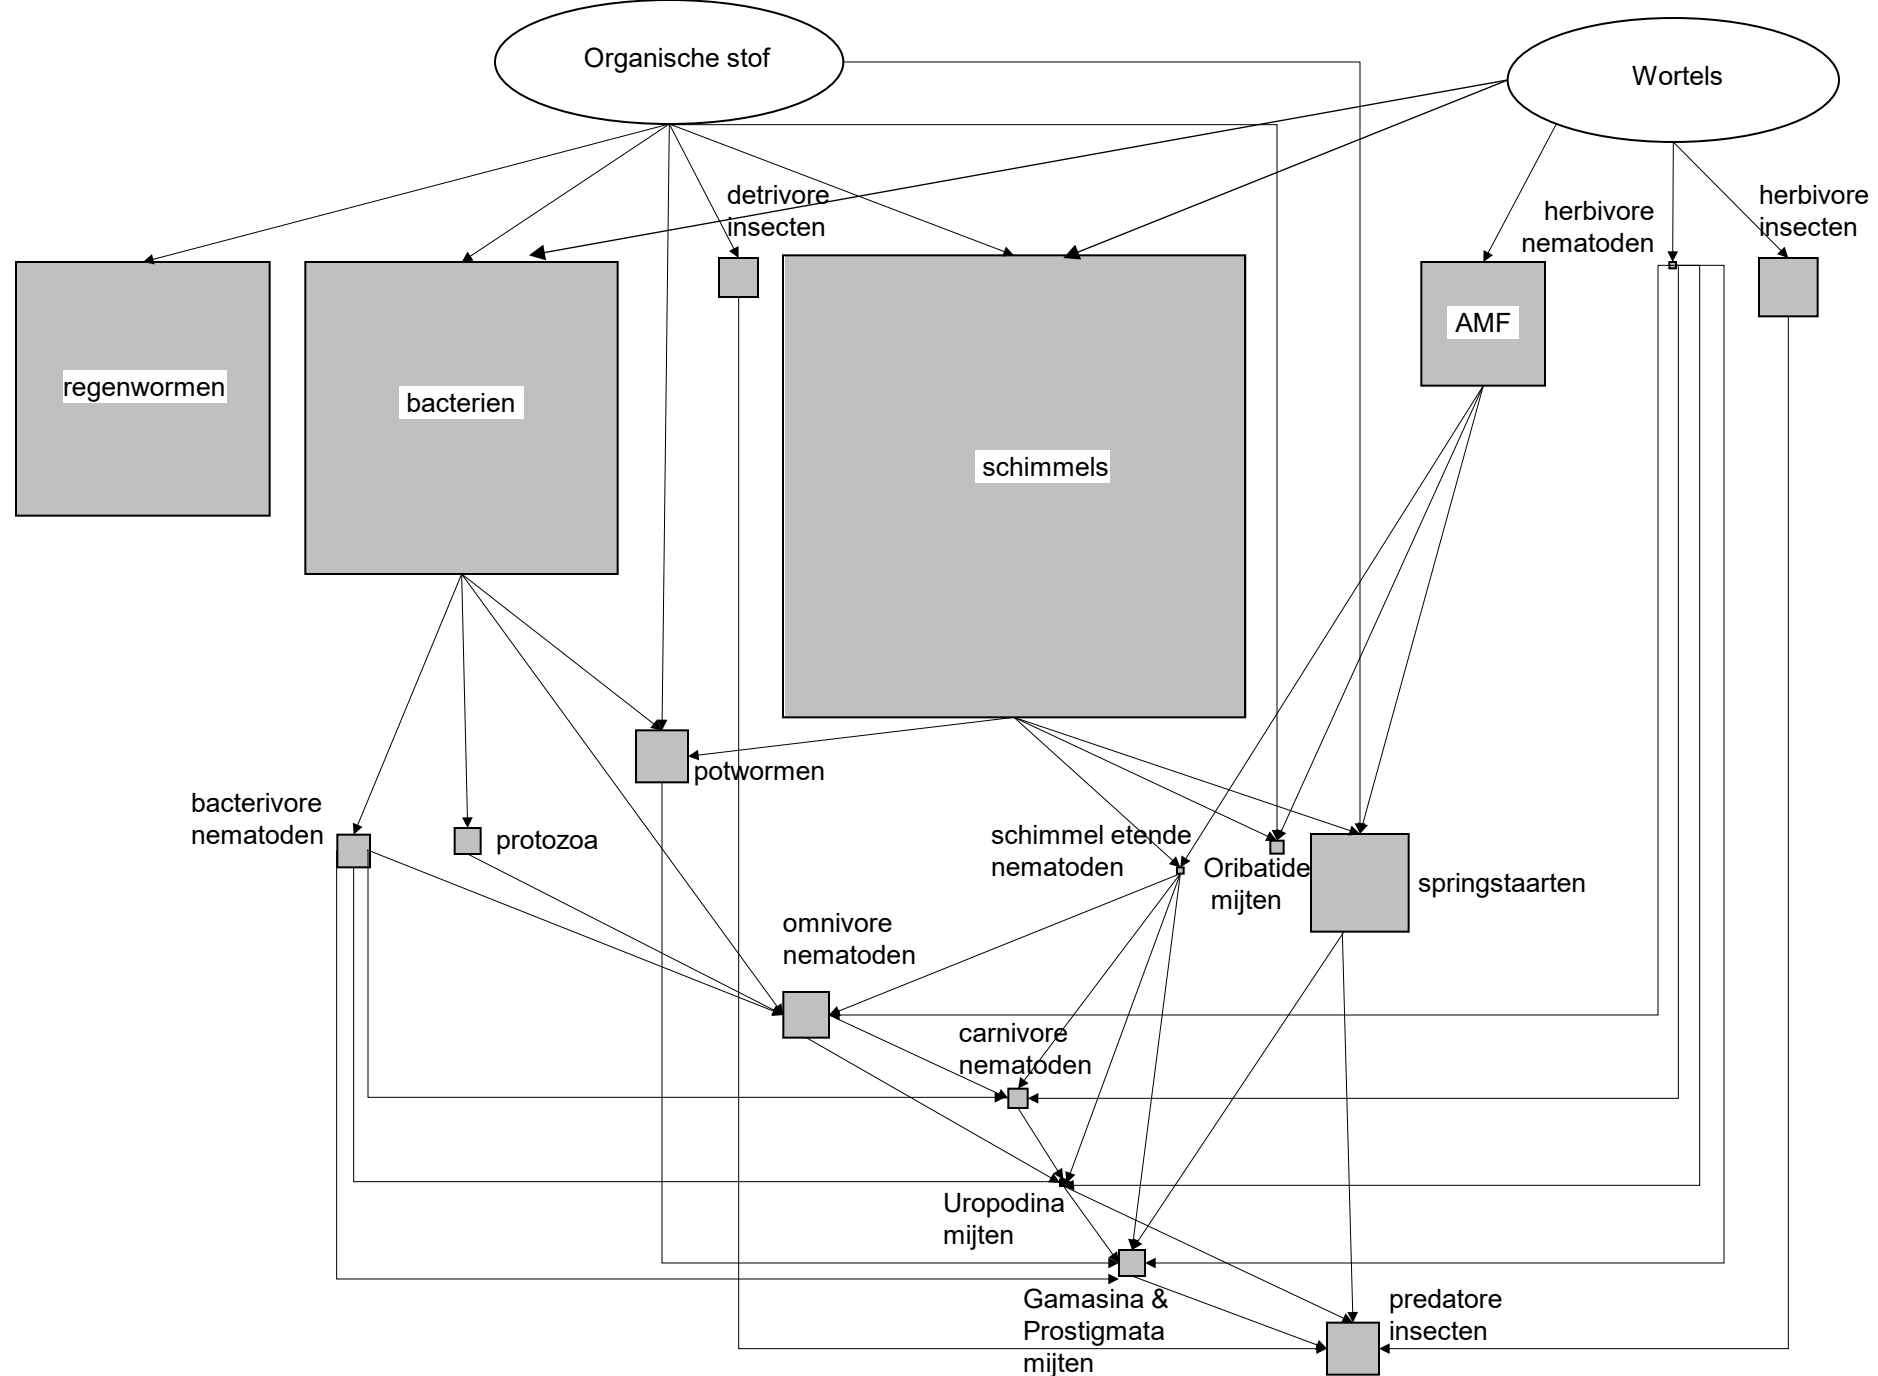 Organische stof
Wortels
detrivore
insecten
herbivore
nematoden
herbivore
insecten
AMF
regenwormen
bacterien
schimmels
potwormen
bacterivore
nematoden
protozoa
schimmel etende
nematoden
Oribatide
mijten
springstaarten
omnivore
nematoden
carnivore
nematoden
Uropodina
mijten
Gamasina &
Prostigmata
mijten
predatore
insecten